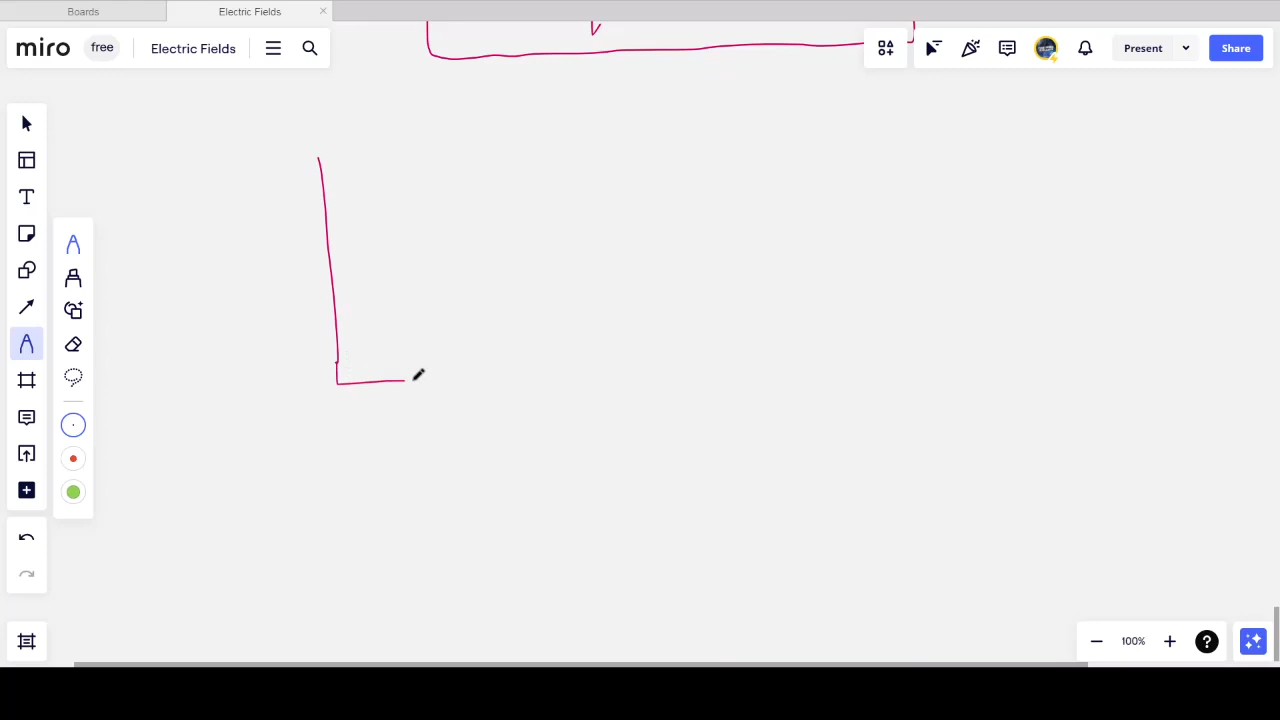 Boards
Electric Fields
miro
free
Electric Fields
Present
Share
100%